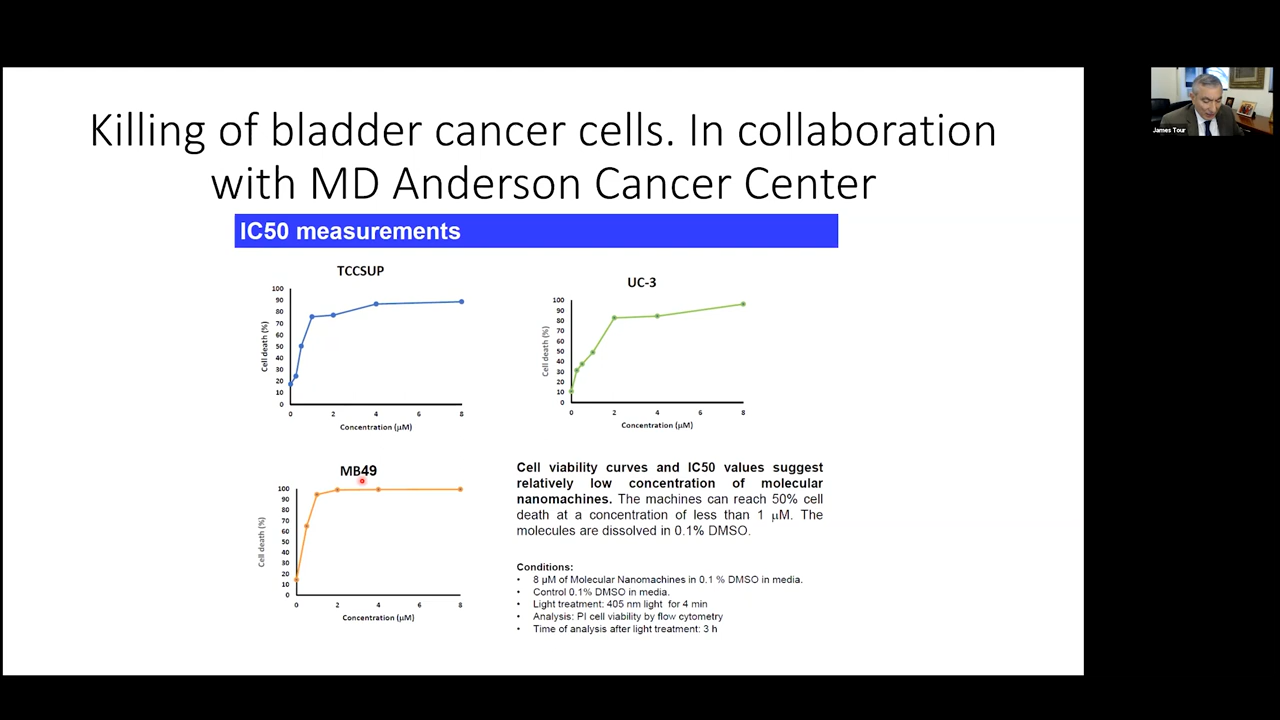 Killing of bladder cancer cells. In collaboration
with MD Anderson Cancer Center
James Tour
IC50 measurements
TCCSUP
100
90
80
70
60
50
40
30
20
10
0
Cell death (%)
0 2 4 6 8
Concentration (μM)
UC-3
100
90
80
70
60
50
40
30
20
10
0
Cell death (%)
0 2 4 6 8
Concentration (μM)
MB49
100
90
80
70
60
50
40
30
20
10
0
Cell death (%)
0 2 4 6 8
Concentration (μM)
Cell viability curves and IC50 values suggest
relatively low concentration of molecular
nanomachines. The machines can reach 50% cell
death at a concentration of less than 1 μM. The
molecules are dissolved in 0.1% DMSO.
Conditions:
• 8 μM of Molecular Nanomachines in 0.1 % DMSO in media.
• Control 0.1% DMSO in media.
• Light treatment: 405 nm light for 4 min
• Analysis: PI cell viability by flow cytometry
• Time of analysis after light treatment: 3 h